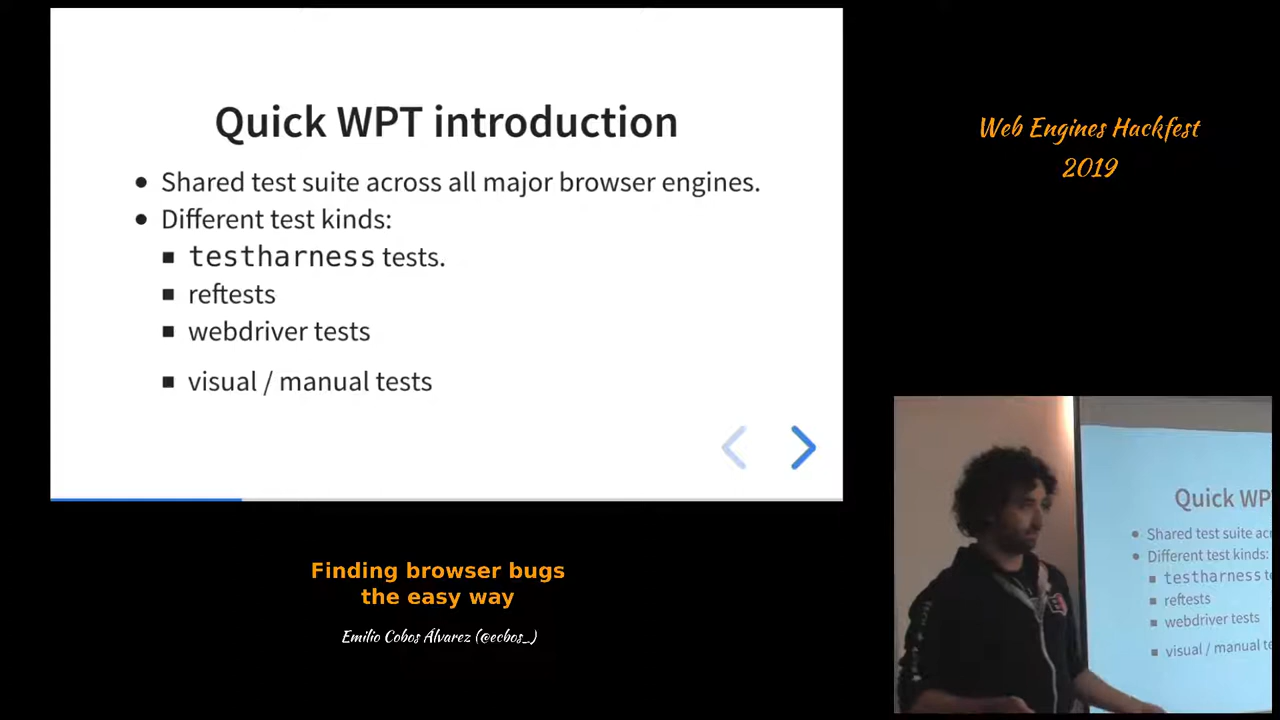 Quick WPT introduction
Shared test suite across all major browser engines.
Different test kinds:
testharness tests.
reftests
webdriver tests
visual / manual tests
Web Engines Hackfest
2019
Finding browser bugs
the easy way
Emilio Cobos Álvarez (@ecbos_)
Quick WP
Shared test suite acr
Different test kinds:
testharness te
reftests
webdriver tests
visual / manual te